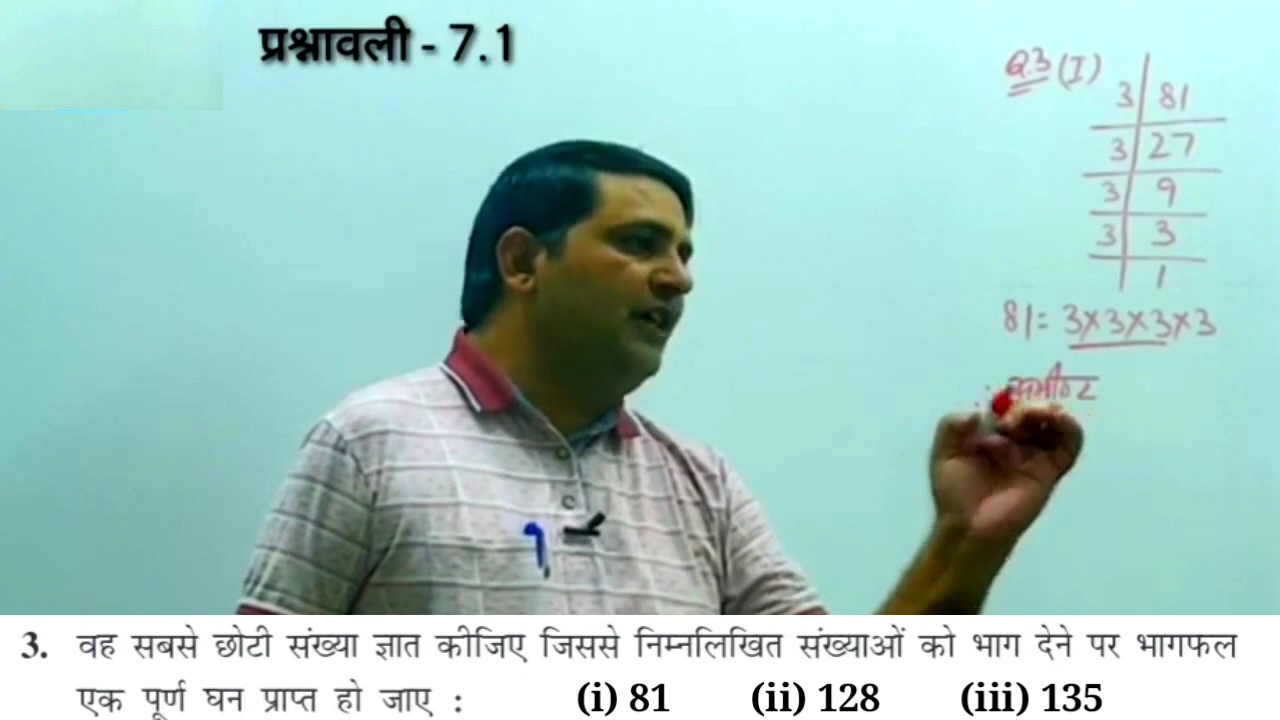 प्रश्नावली - 7.1
Q.3 (I)
3 81
3 27
3 9
3 3
1
81= 3×3×3×3
3. वह सबसे छोटी संख्या ज्ञात कीजिए जिससे निम्नलिखित संख्याओं को भाग देने पर भागफल
एक पूर्ण घन प्राप्त हो जाए : (i) 81 (ii) 128 (iii) 135